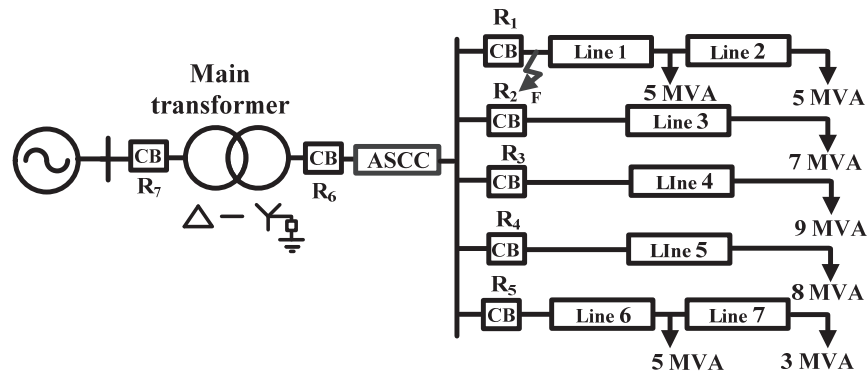 Main
transformer
CB
R7
CB
R6
ASCC
R1
CB
Line 1
Line 2
F
5 MVA
5 MVA
R2
CB
Line 3
7 MVA
R3
CB
LIne 4
9 MVA
R4
CB
LIne 5
8 MVA
R5
CB
Line 6
Line 7
5 MVA
3 MVA